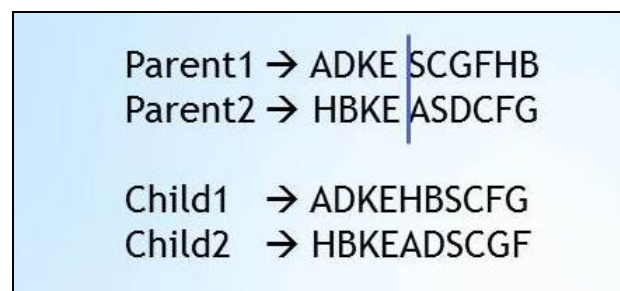 Parent1 → ADKE SCGFHB
Parent2 → HBKE ASDCFG
Child1 → ADKEHBSCFG
Child2 → HBKEADSCGF